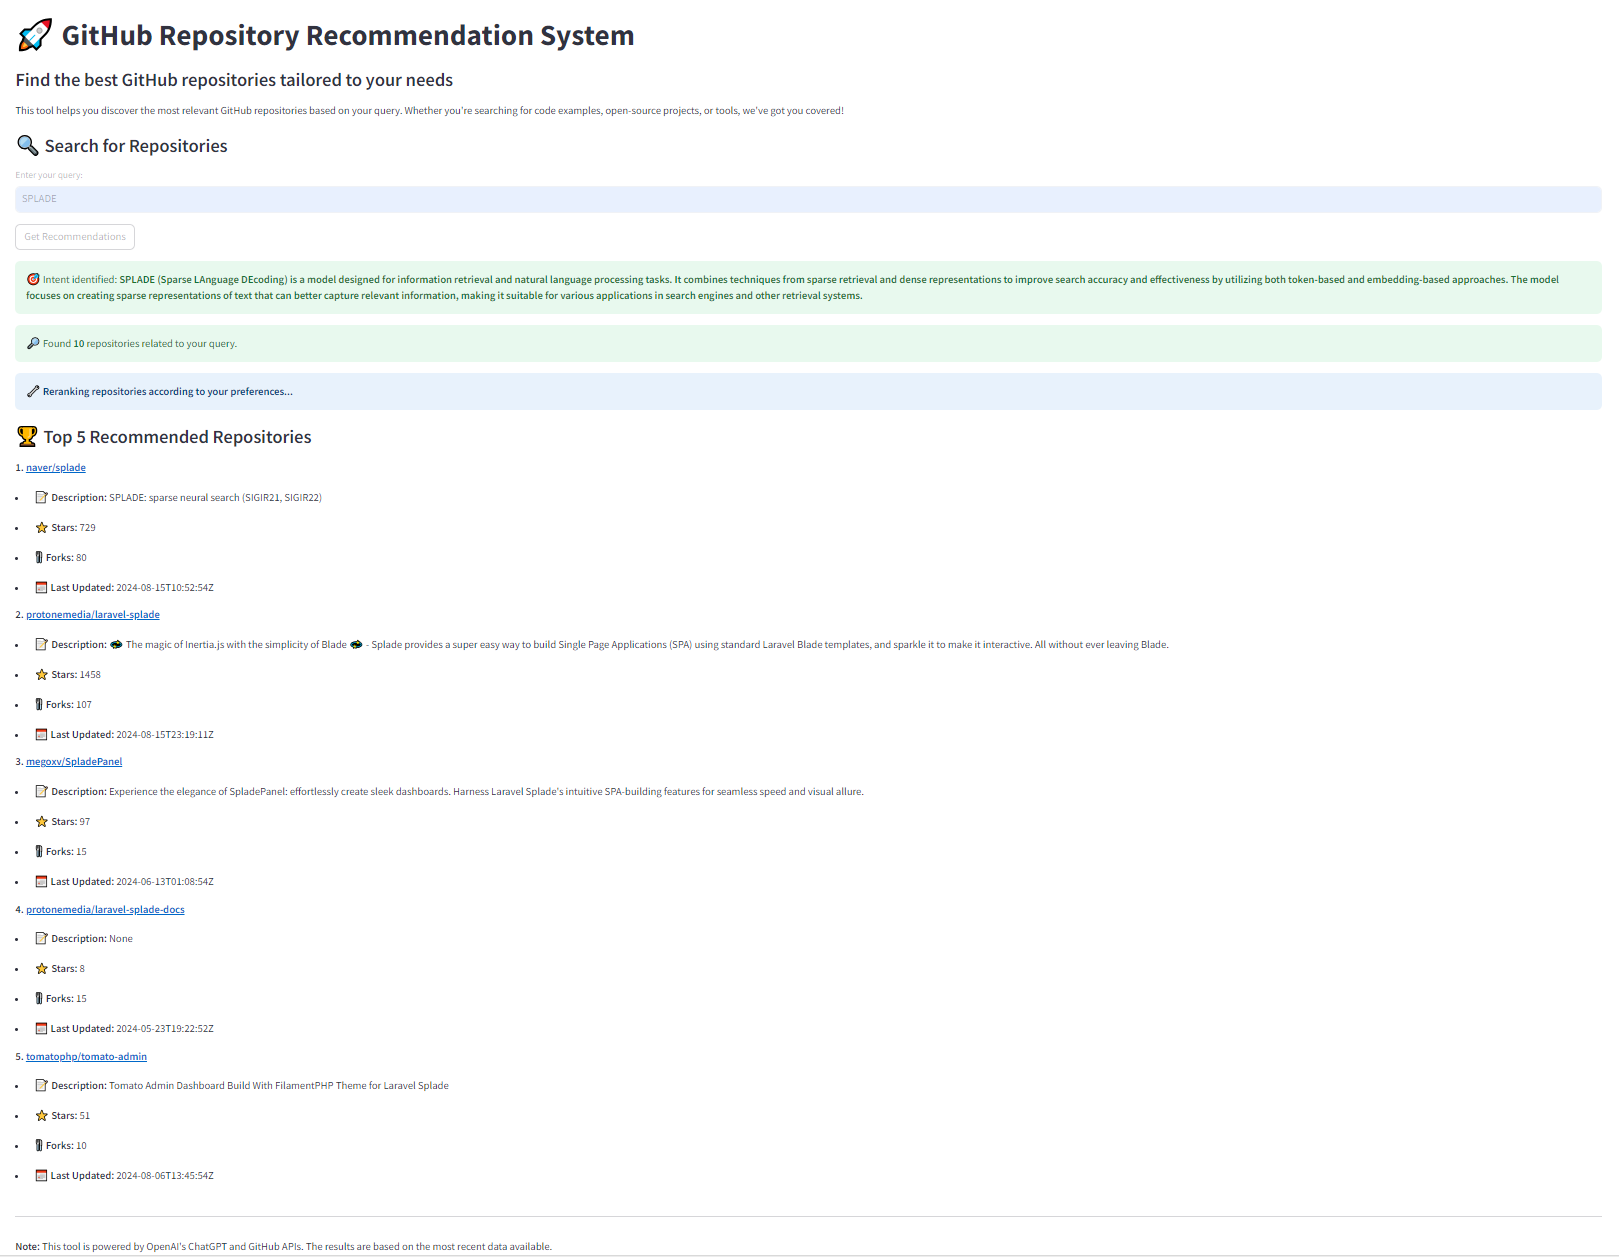 🚀 GitHub Repository Recommendation System
Find the best GitHub repositories tailored to your needs
This tool helps you discover the most relevant GitHub repositories based on your query. Whether you're searching for code examples, open-source projects, or tools, we've got you covered!
🔍 Search for Repositories
Enter your query:
SPLADE
Get Recommendations
🎯 Intent identified: SPLADE (Sparse LAnguage DEcoding) is a model designed for information retrieval and natural language processing tasks. It combines techniques from sparse retrieval and dense representations to improve search accuracy and effectiveness by utilizing both token-based and embedding-based approaches. The model
focuses on creating sparse representations of text that can better capture relevant information, making it suitable for various applications in search engines and other retrieval systems.
🔎 Found 10 repositories related to your query.
Reranking repositories according to your preferences...
🏆 Top 5 Recommended Repositories
1. naver/splade
• 📝 Description: SPLADE: sparse neural search (SIGIR21, SIGIR22)
• ⭐ Stars: 729
• Forks: 80
• 📅 Last Updated: 2024-08-15T10:52:54Z
2. protonemedia/laravel-splade
• 📝 Description: The magic of Inertia.js with the simplicity of Blade - Splade provides a super easy way to build Single Page Applications (SPA) using standard Laravel Blade templates, and sparkle it to make it interactive. All without ever leaving Blade.
• ⭐ Stars: 1458
• Forks: 107
• 📅 Last Updated: 2024-08-15T23:19:11Z
3. megoxv/SpladePanel
• 📝 Description: Experience the elegance of SpladePanel: effortlessly create sleek dashboards. Harness Laravel Splade's intuitive SPA-building features for seamless speed and visual allure.
• ⭐ Stars: 97
• Forks: 15
• 📅 Last Updated: 2024-06-13T01:08:54Z
4. protonemedia/laravel-splade-docs
• 📝 Description: None
• ⭐ Stars: 8
• Forks: 15
• 📅 Last Updated: 2024-05-23T19:22:52Z
5. tomatophp/tomato-admin
• 📝 Description: Tomato Admin Dashboard Build With FilamentPHP Theme for Laravel Splade
• ⭐ Stars: 51
• Forks: 10
• 📅 Last Updated: 2024-08-06T13:45:54Z
Note: This tool is powered by OpenAI's ChatGPT and GitHub APIs. The results are based on the most recent data available.